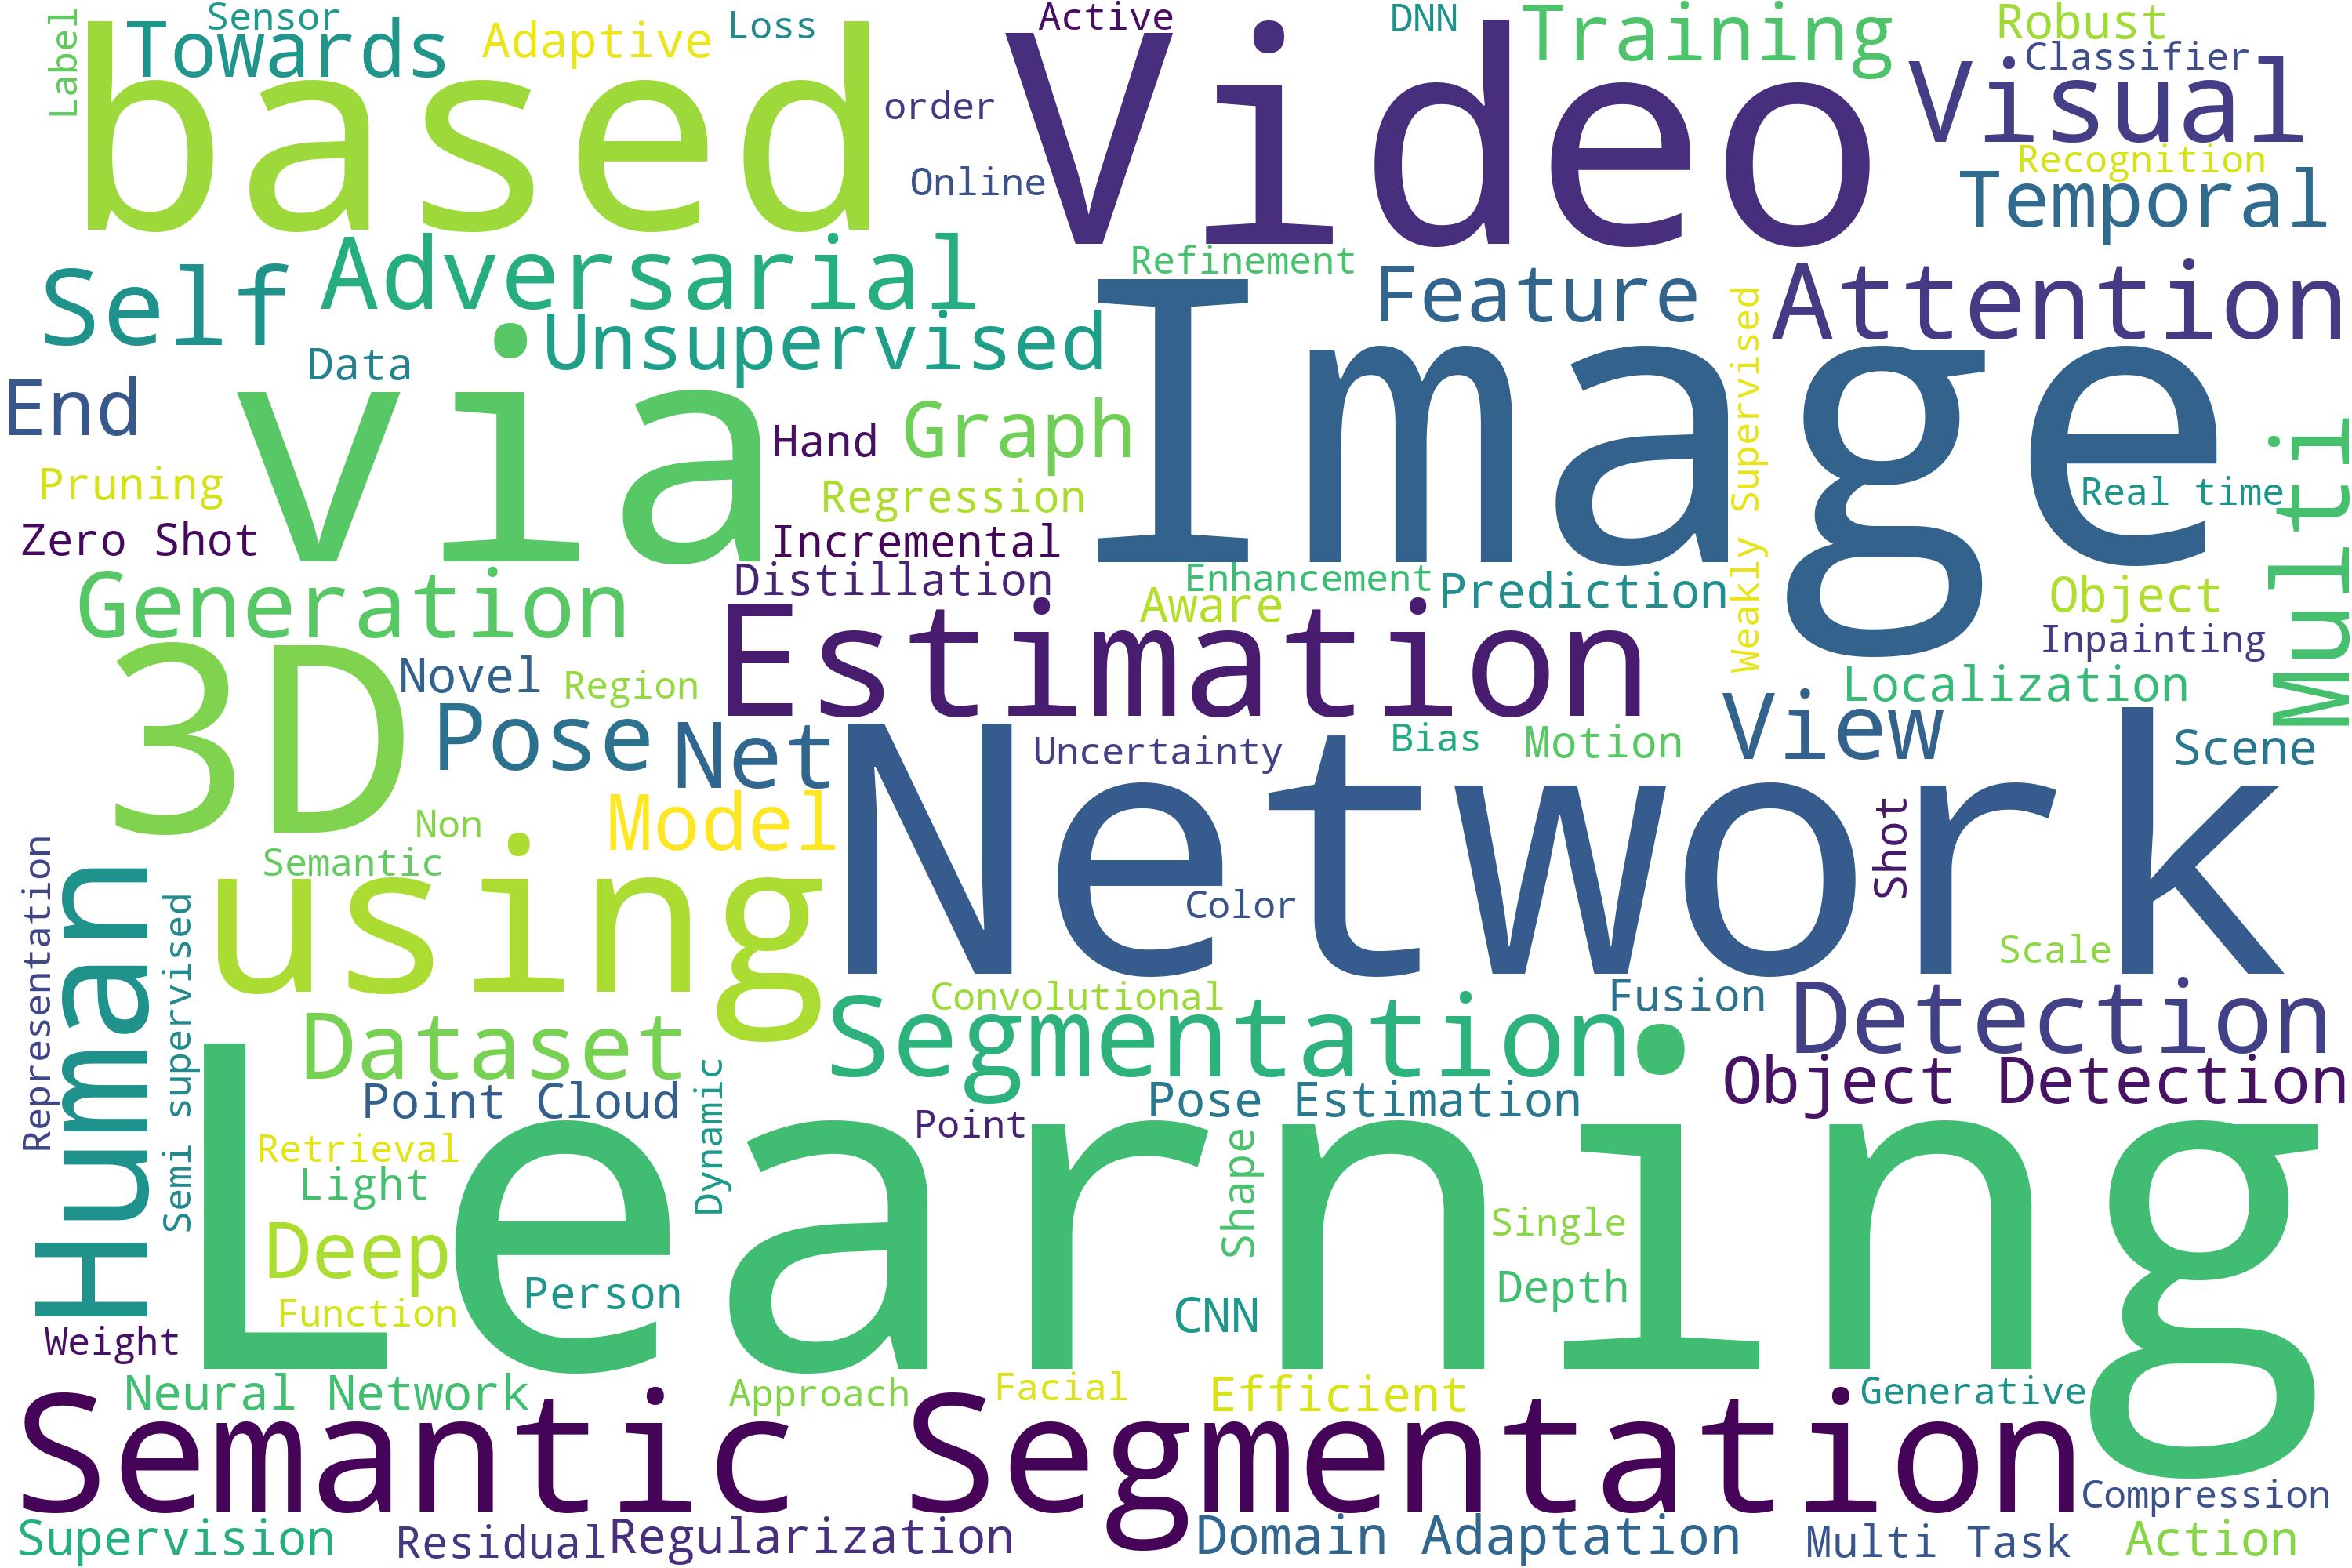 Label
Sensor
Towards
Adaptive
Loss
Active
DNN
Training
Robust
Classifier
based
order
Online
Video
Visual
Recognition
Temporal
Self
Adversarial
Unsupervised
Refinement
Feature
Weakly Supervised
Attention
Data
End
via
Hand
Graph
Image
Multi
Real time
Pruning
Regression
Zero Shot
Incremental
Distillation
Enhancement
Aware
Prediction
Object
Inpainting
Generation
3D
Novel
Region
Estimation
Localization
View
Scene
Pose
Net
Uncertainty
Bias
Motion
Model
Non
Semantic
Network
Color
Shot
Scale
Representation
Human
Semi supervised
using
Convolutional
Fusion
Dataset
Segmentation
Detection
Point Cloud
Dynamic
Point
Pose Estimation
Object Detection
Retrieval
Light
Learning
Shape
Single
Deep
Person
Depth
Function
CNN
Weight
Neural Network
Approach
Facial
Efficient
Generative
Semantic Segmentation
Compression
Supervision
Residual
Regularization
Domain Adaptation
Multi Task
Action